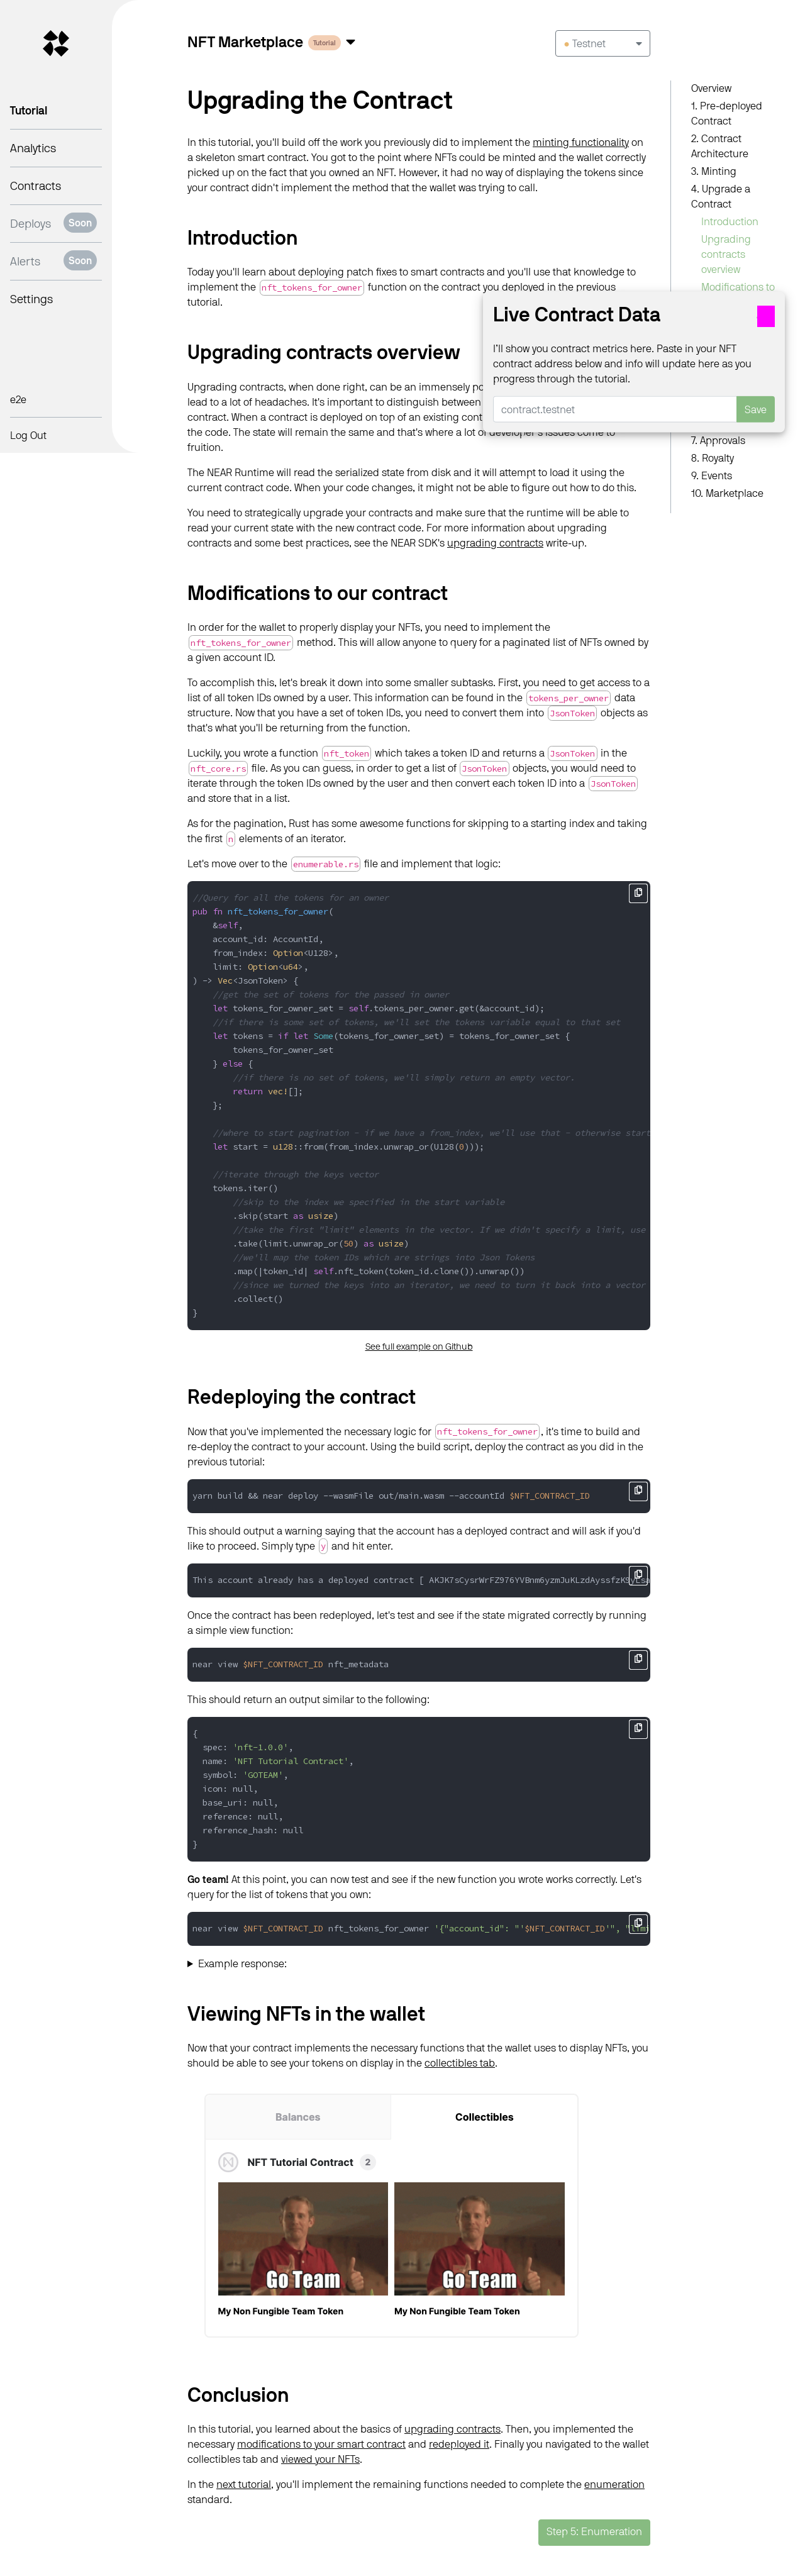 Tutorial
Analytics
Contracts
Deploys Soon
Alerts Soon
Settings
e2e
Log Out
NFT Marketplace Tutorial
Testnet
Upgrading the Contract
In this tutorial, you'll build off the work you previously did to implement the minting functionality on
a skeleton smart contract. You got to the point where NFTs could be minted and the wallet correctly
picked up on the fact that you owned an NFT. However, it had no way of displaying the tokens since
your contract didn't implement the method that the wallet was trying to call.
Introduction
Today you'll learn about deploying patch fixes to smart contracts and you'll use that knowledge to
implement the nft_tokens_for_owner function on the contract you deployed in the previous
tutorial.
Upgrading contracts overview
Upgrading contracts, when done right, can be an immensely po
lead to a lot of headaches. It's important to distinguish between
contract. When a contract is deployed on top of an existing cont
the code. The state will remain the same and that's where a lot of developer's issues come to
fruition.
The NEAR Runtime will read the serialized state from disk and it will attempt to load it using the
current contract code. When your code changes, it might not be able to figure out how to do this.
You need to strategically upgrade your contracts and make sure that the runtime will be able to
read your current state with the new contract code. For more information about upgrading
contracts and some best practices, see the NEAR SDK's upgrading contracts write-up.
Modifications to our contract
In order for the wallet to properly display your NFTs, you need to implement the
nft_tokens_for_owner method. This will allow anyone to query for a paginated list of NFTs owned by
a given account ID.
To accomplish this, let's break it down into some smaller subtasks. First, you need to get access to a
list of all token IDs owned by a user. This information can be found in the tokens_per_owner data
structure. Now that you have a set of token IDs, you need to convert them into JsonToken objects as
that's what you'll be returning from the function.
Luckily, you wrote a function nft_token which takes a token ID and returns a JsonToken in the
nft_core.rs file. As you can guess, in order to get a list of JsonToken objects, you would need to
iterate through the token IDs owned by the user and then convert each token ID into a JsonToken
and store that in a list.
As for the pagination, Rust has some awesome functions for skipping to a starting index and taking
the first n elements of an iterator.
Let's move over to the enumerable.rs file and implement that logic:
//Query for all the tokens for an owner
pub fn nft_tokens_for_owner(
&self,
account_id: AccountId,
from_index: Option<U128>,
limit: Option<u64>,
) -> Vec<JsonToken> {
//get the set of tokens for the passed in owner
let tokens_for_owner_set = self.tokens_per_owner.get(&account_id);
//if there is some set of tokens, we'll set the tokens variable equal to that set
let tokens = if let Some(tokens_for_owner_set) = tokens_for_owner_set {
tokens_for_owner_set
} else {
//if there is no set of tokens, we'll simply return an empty vector.
return vec![];
};
//where to start pagination - if we have a from_index, we'll use that - otherwise start
let start = u128::from(from_index.unwrap_or(U128(0)));
//iterate through the keys vector
tokens.iter()
//skip to the index we specified in the start variable
.skip(start as usize)
//take the first "limit" elements in the vector. If we didn't specify a limit, use
.take(limit.unwrap_or(50) as usize)
//we'll map the token IDs which are strings into Json Tokens
.map(|token_id| self.nft_token(token_id.clone()).unwrap())
//since we turned the keys into an iterator, we need to turn it back into a vector
.collect()
}
See full example on Github
Redeploying the contract
Now that you've implemented the necessary logic for nft_tokens_for_owner, it's time to build and
re-deploy the contract to your account. Using the build script, deploy the contract as you did in the
previous tutorial:
yarn build && near deploy --wasmFile out/main.wasm --accountId $NFT_CONTRACT_ID
This should output a warning saying that the account has a deployed contract and will ask if you'd
like to proceed. Simply type y and hit enter.
This account already has a deployed contract [ AKJK7sCysrWrFZ976YVBnm6yzmJuKLzdAyssfzK9yLsa
Once the contract has been redeployed, let's test and see if the state migrated correctly by running
a simple view function:
near view $NFT_CONTRACT_ID nft_metadata
This should return an output similar to the following:
{
spec: 'nft-1.0.0',
name: 'NFT Tutorial Contract',
symbol: 'GOTEAM',
icon: null,
base_uri: null,
reference: null,
reference_hash: null
}
Go team! At this point, you can now test and see if the new function you wrote works correctly. Let's
query for the list of tokens that you own:
near view $NFT_CONTRACT_ID nft_tokens_for_owner '{"account_id": "'$NFT_CONTRACT_ID'",
Example response:
Viewing NFTs in the wallet
Now that your contract implements the necessary functions that the wallet uses to display NFTs, you
should be able to see your tokens on display in the collectibles tab.
Balances Collectibles
NFT Tutorial Contract 2
Go Team Go Team
My Non Fungible Team Token My Non Fungible Team Token
Conclusion
In this tutorial, you learned about the basics of upgrading contracts. Then, you implemented the
necessary modifications to your smart contract and redeployed it. Finally you navigated to the wallet
collectibles tab and viewed your NFTs.
In the next tutorial, you'll implement the remaining functions needed to complete the enumeration
standard.
Step 5: Enumeration
Overview
1. Pre-deployed
Contract
2. Contract
Architecture
3. Minting
4. Upgrade a
Contract
Introduction
Upgrading
contracts
overview
Modifications to
7. Approvals
8. Royalty
9. Events
10. Marketplace
Live Contract Data
I'll show you contract metrics here. Paste in your NFT
contract address below and info will update here as you
progress through the tutorial.
contract.testnet
Save